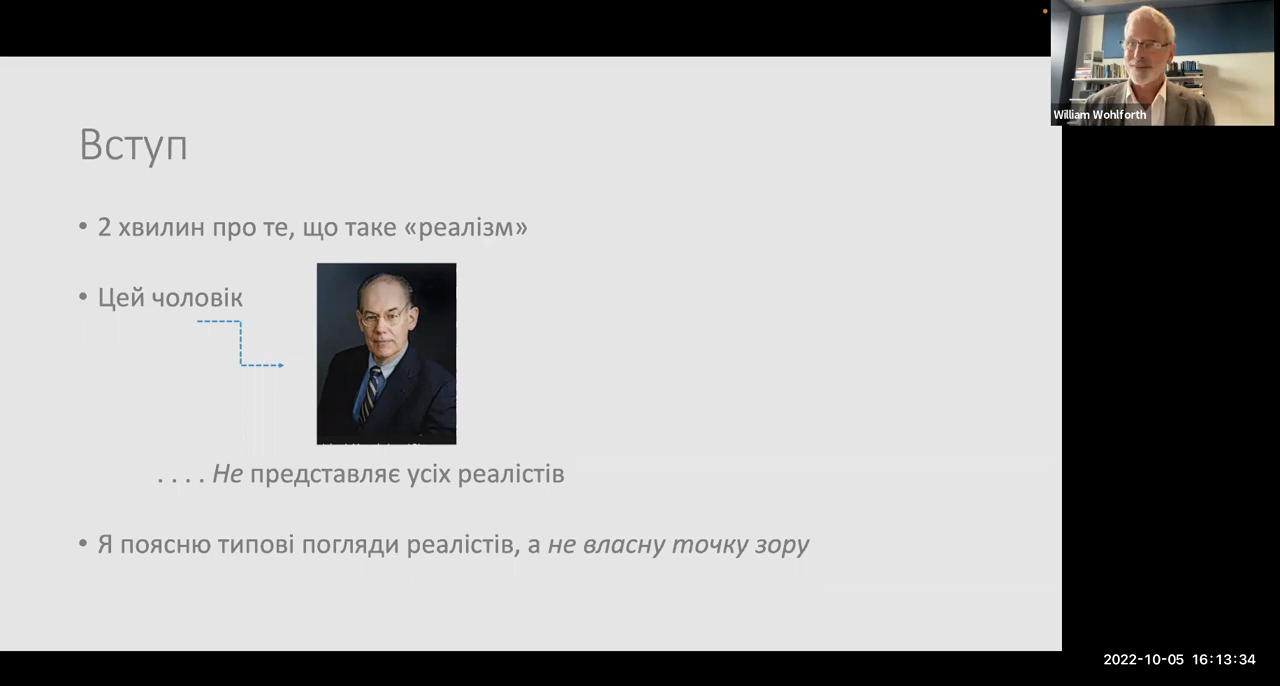 William Wohlforth
Вступ
• 2 хвилин про те, що таке «реалізм»
• Цей чоловік
. . . . Не представляє усіх реалістів
• Я поясню типові погляди реалістів, а не власну точку зору
2022-10-05 16:13:34